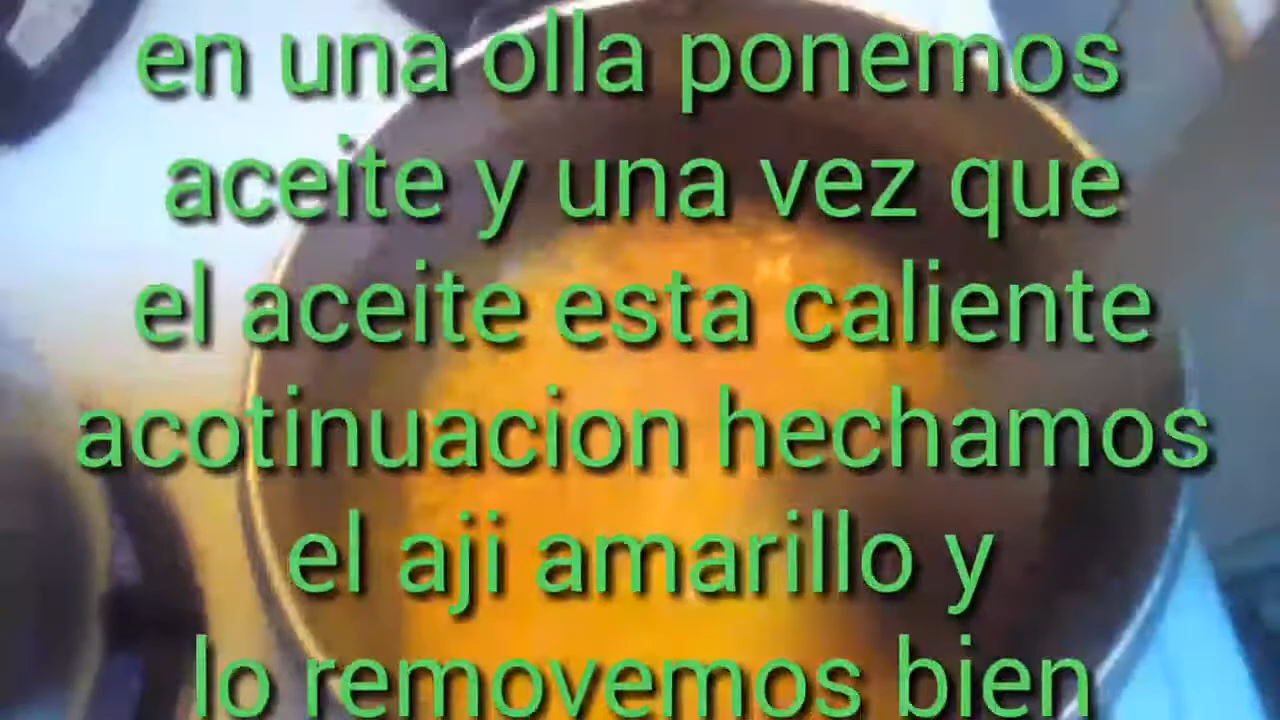 en una olla ponemos
aceite y una vez que
el aceite esta caliente
acotinuacion hechamos
el aji amarillo y
lo removemos bien